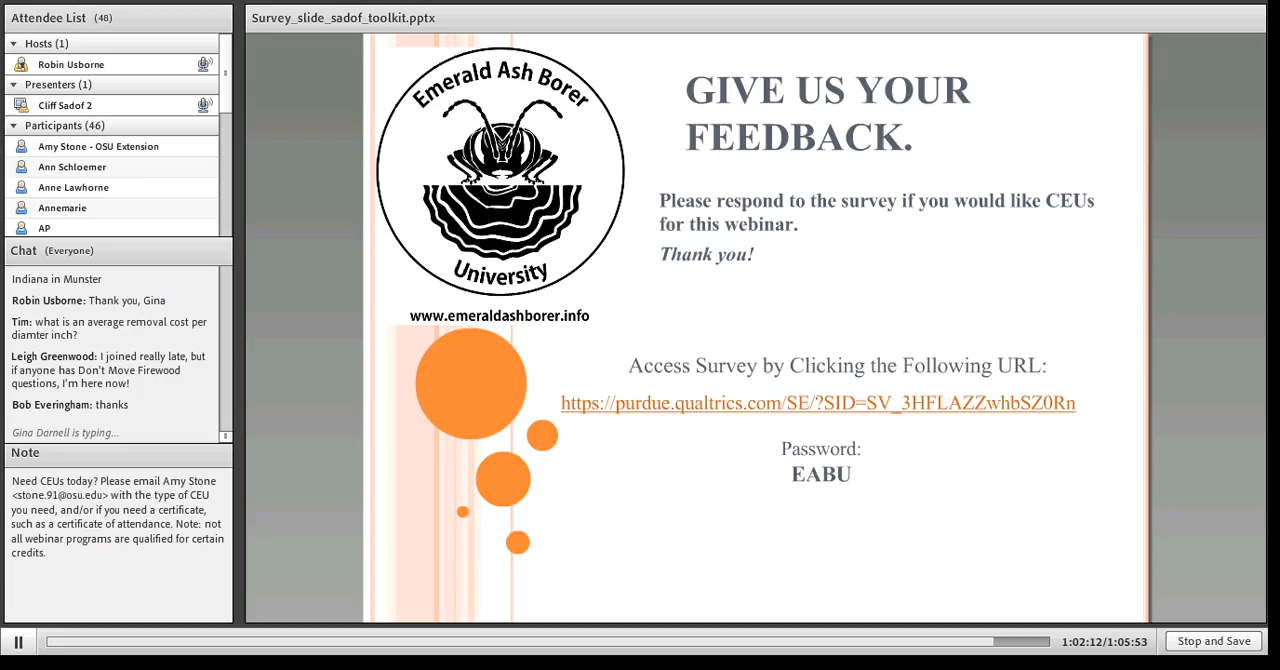 Attendee List (48)
Hosts (1)
Robin Usborne
Presenters (1)
Cliff Sadof 2
Participants (46)
Amy Stone - OSU Extension
Ann Schloemer
Anne Lawhorne
Annemarie
AP
Chat (Everyone)
Indiana in Munster
Robin Usborne: Thank you, Gina
Tim: what is an average removal cost per
diamter inch?
Leigh Greenwood: I joined really late, but
if anyone has Don't Move Firewood
questions, I'm here now!
Bob Everingham: thanks
Gina Darnell is typing...
Note
Need CEUs today? Please email Amy Stone
<stone.91@osu.edu> with the type of CEU
you need, and/or if you need a certificate,
such as a certificate of attendance. Note: not
all webinar programs are qualified for certain
credits.
Survey_slide_sadof_toolkit.pptx
Emerald Ash Borer
University
www.emeraldashborer.info
GIVE US YOUR
FEEDBACK.
Please respond to the survey if you would like CEUs
for this webinar.
Thank you!
Access Survey by Clicking the Following URL:
https://purdue.qualtrics.com/SE/?SID=SV_3HFLAZZwhbSZ0Rn
Password:
EABU
1:02:12/1:05:53
Stop and Save